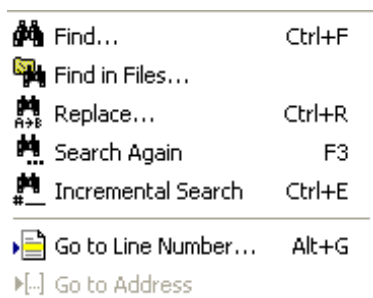 Find... Ctrl+F
Find in Files...
A→B Replace... Ctrl+R
Search Again F3
# Incremental Search Ctrl+E
Go to Line Number... Alt+G
[...] Go to Address